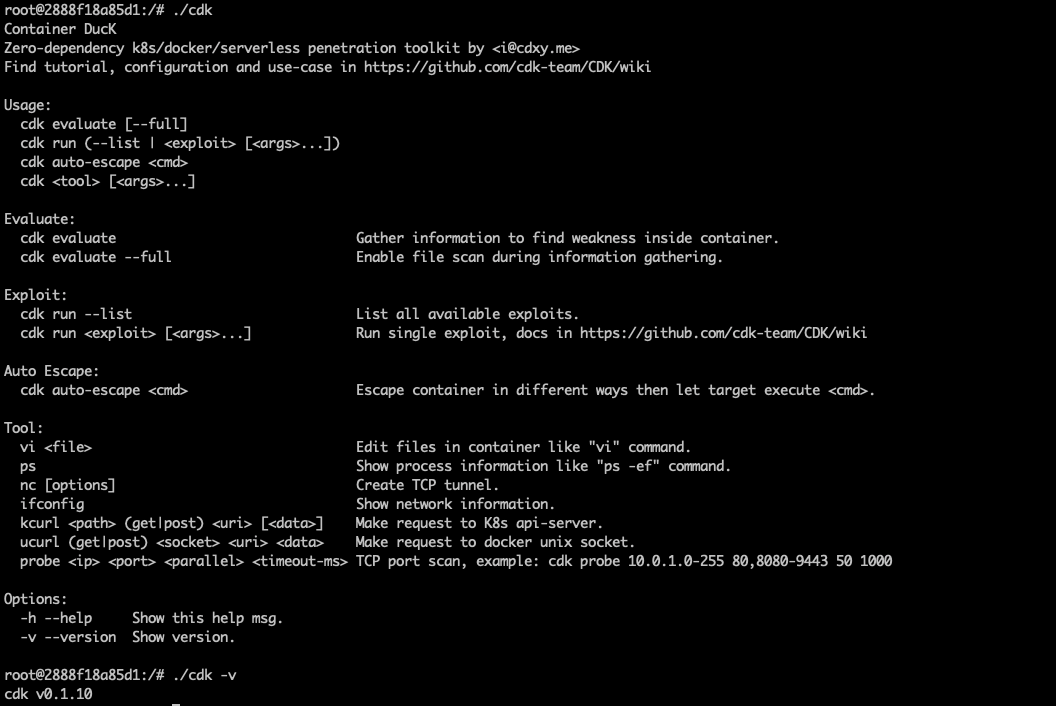 root@2888f18a85d1:/# ./cdk
Container DucK
Zero-dependency k8s/docker/serverless penetration toolkit by <i@cdxy.me>
Find tutorial, configuration and use-case in https://github.com/cdk-team/CDK/wiki

Usage:
  cdk evaluate [--full]
  cdk run (--list | <exploit> [<args>...])
  cdk auto-escape <cmd>
  cdk <tool> [<args>...]

Evaluate:
  cdk evaluate                              Gather information to find weakness inside container.
  cdk evaluate --full                       Enable file scan during information gathering.

Exploit:
  cdk run --list                            List all available exploits.
  cdk run <exploit> [<args>...]             Run single exploit, docs in https://github.com/cdk-team/CDK/wiki

Auto Escape:
  cdk auto-escape <cmd>                     Escape container in different ways then let target execute <cmd>.

Tool:
  vi <file>                                 Edit files in container like "vi" command.
  ps                                        Show process information like "ps -ef" command.
  nc [options]                              Create TCP tunnel.
  ifconfig                                  Show network information.
  kcurl <path> (get|post) <uri> [<data>]    Make request to K8s api-server.
  ucurl (get|post) <socket> <uri> <data>    Make request to docker unix socket.
  probe <ip> <port> <parallel> <timeout-ms> TCP port scan, example: cdk probe 10.0.1.0-255 80,8080-9443 50 1000

Options:
  -h --help     Show this help msg.
  -v --version  Show version.

root@2888f18a85d1:/# ./cdk -v
cdk v0.1.10